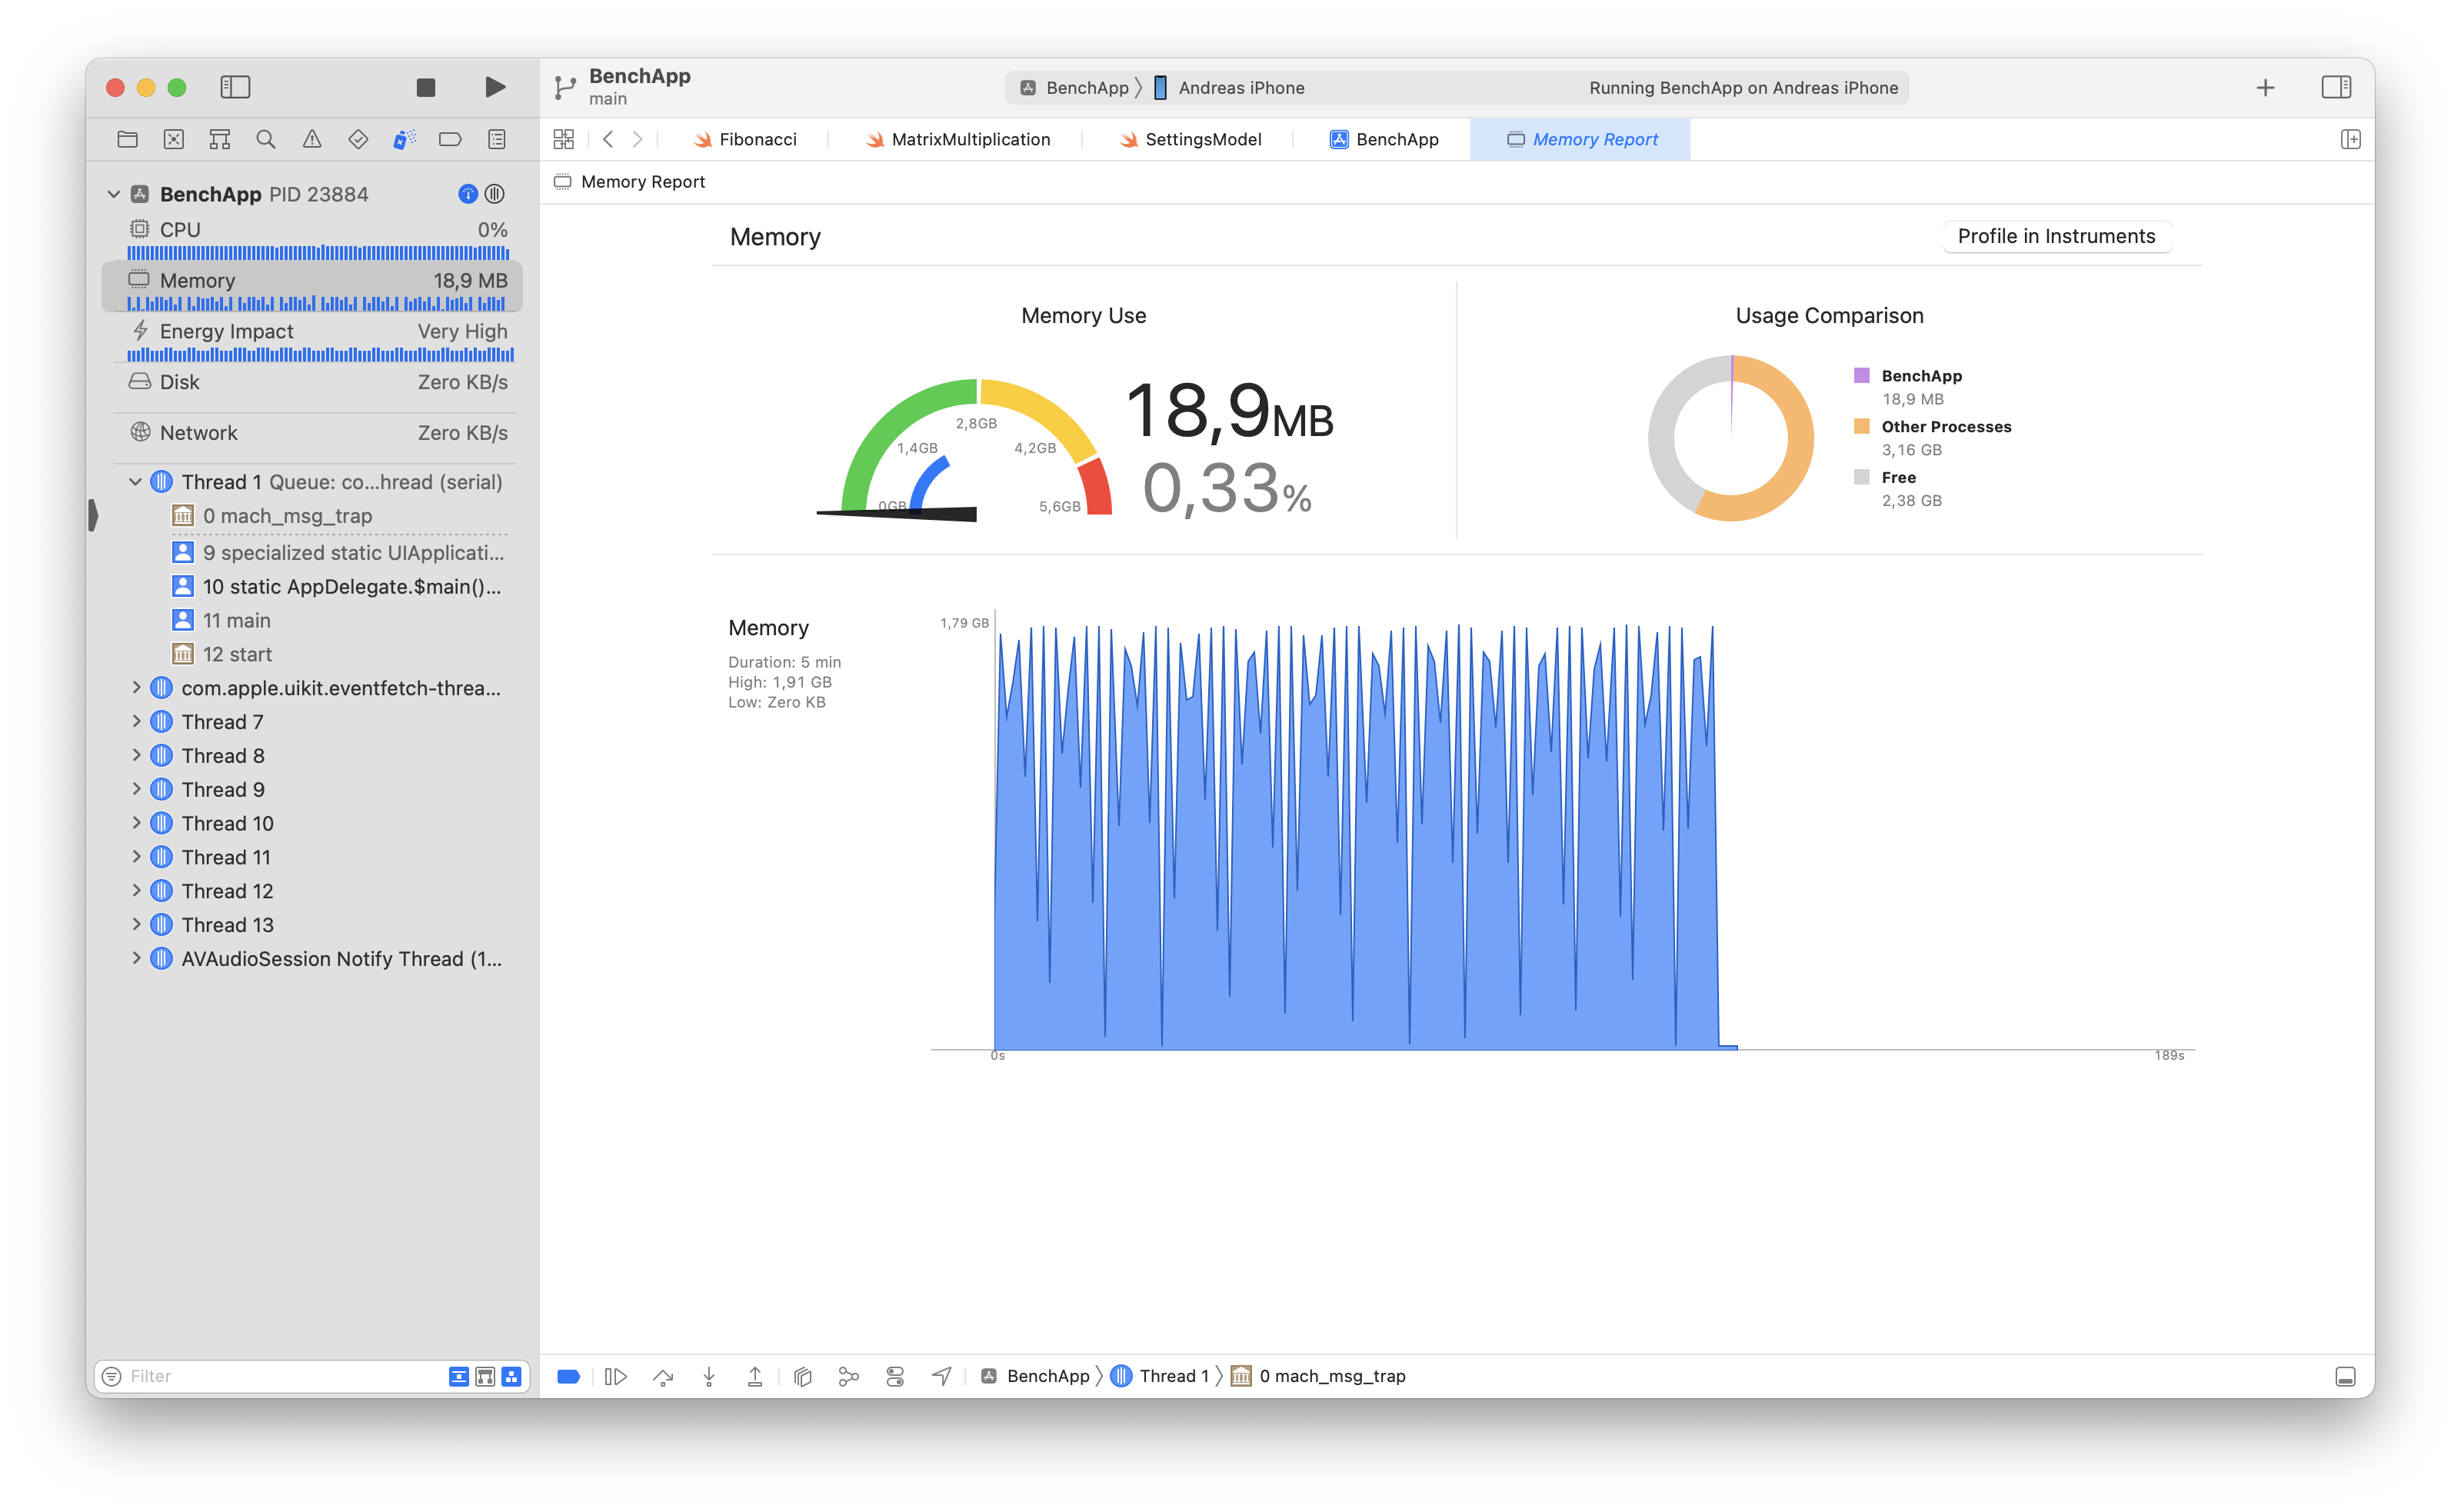 BenchApp
main
BenchApp
Andreas iPhone
Running BenchApp on Andreas iPhone
Fibonacci
MatrixMultiplication
SettingsModel
BenchApp
Memory Report
Memory Report
BenchApp PID 23884
CPU 0%
Memory 18,9 MB
Energy Impact Very High
Disk Zero KB/s
Network Zero KB/s
Thread 1 Queue: co...hread (serial)
0 mach_msg_trap
9 specialized static UIApplicati...
10 static AppDelegate.$main()...
11 main
12 start
com.apple.uikit.eventfetch-threa...
Thread 7
Thread 8
Thread 9
Thread 10
Thread 11
Thread 12
Thread 13
AVAudioSession Notify Thread (1...
Filter
Memory
Profile in Instruments
Memory Use
0GB
1,4GB
2,8GB
4,2GB
5,6GB
18,9MB
0,33%
Usage Comparison
BenchApp
18,9 MB
Other Processes
3,16 GB
Free
2,38 GB
Memory
Duration: 5 min
High: 1,91 GB
Low: Zero KB
1,79 GB
0s
189s
BenchApp
Thread 1
0 mach_msg_trap